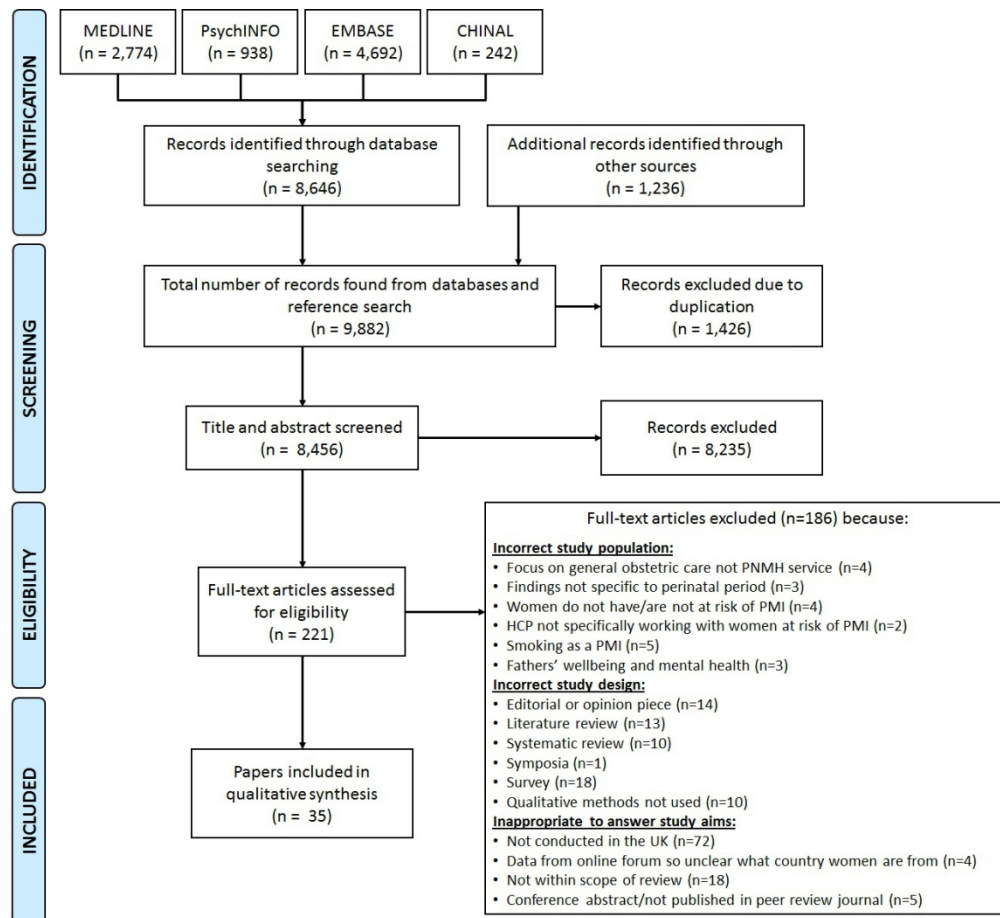 IDENTIFICATION
MEDLINE
(n = 2,774)
PsychINFO
(n = 938)
EMBASE
(n = 4,692)
CHINAL
(n = 242)
Records identified through database
searching
(n = 8,646)
Additional records identified through
other sources
(n = 1,236)
SCREENING
Total number of records found from databases and
reference search
(n = 9,882)
Records excluded due to
duplication
(n = 1,426)
Title and abstract screened
(n = 8,456)
Records excluded
(n = 8,235)
ELIGIBILITY
Full-text articles assessed
for eligibility
(n = 221)
Full-text articles excluded (n=186) because:
Incorrect study population:
• Focus on general obstetric care not PNMH service (n=4)
• Findings not specific to perinatal period (n=3)
• Women do not have/are not at risk of PMI (n=4)
• HCP not specifically working with women at risk of PMI (n=2)
• Smoking as a PMI (n=5)
• Fathers' wellbeing and mental health (n=3)
Incorrect study design:
• Editorial or opinion piece (n=14)
• Literature review (n=13)
• Systematic review (n=10)
• Symposia (n=1)
• Survey (n=18)
• Qualitative methods not used (n=10)
Inappropriate to answer study aims:
• Not conducted in the UK (n=72)
• Data from online forum so unclear what country women are from (n=4)
• Not within scope of review (n=18)
• Conference abstract/not published in peer review journal (n=5)
INCLUDED
Papers included in
qualitative synthesis
(n = 35)